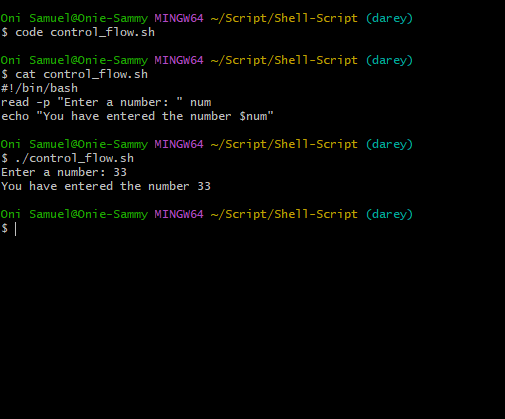 Oni Samuel@Onie-Sammy MINGW64 ~/Script/Shell-Script (darey)
$ code control_flow.sh
Oni Samuel@Onie-Sammy MINGW64 ~/Script/Shell-Script (darey)
$ cat control_flow.sh
#!/bin/bash
read -p "Enter a number: " num
echo "You have entered the number $num"
Oni Samuel@Onie-Sammy MINGW64 ~/Script/Shell-Script (darey)
$ ./control_flow.sh
Enter a number: 33
You have entered the number 33
Oni Samuel@Onie-Sammy MINGW64 ~/Script/Shell-Script (darey)
$